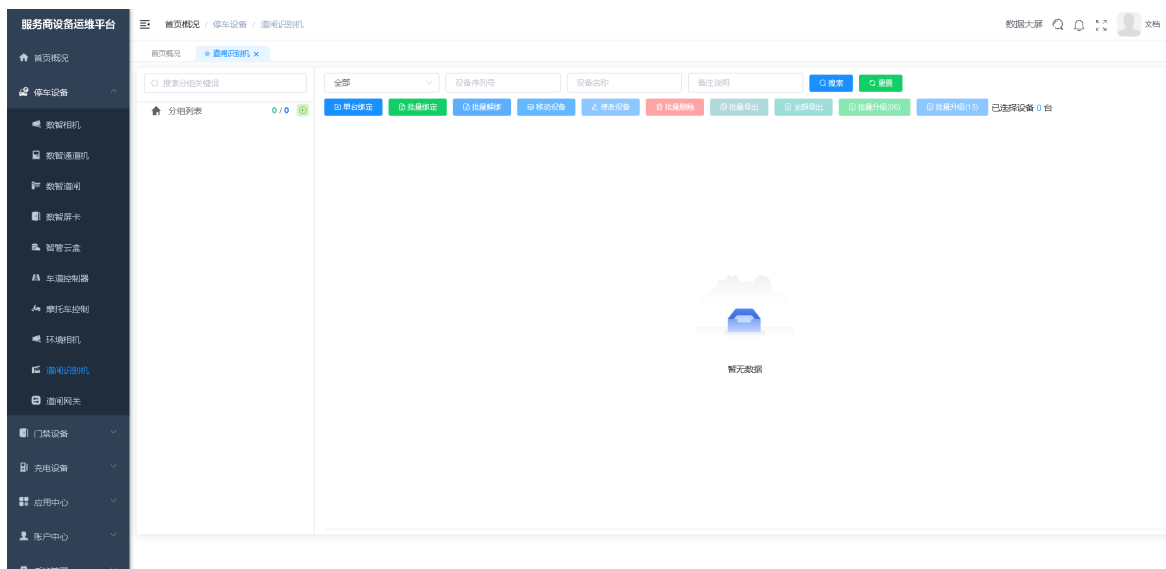 服务商设备运维平台
首页概况 / 停车设备 / 道闸识别机
数据大屏
文档
首页概况
道闸识别机 ×
首页概况
停车设备
数智相机
数智通道机
数智道闸
数智屏卡
智管云盒
车道控制器
摩托车控制
环境相机
道闸识别机
道闸网关
门禁设备
充电设备
应用中心
账户中心
搜索分组关键词
分组列表 0 / 0
全部 设备序列号 设备名称 备注说明 搜索 重置
单台绑定 批量绑定 批量解绑 移动设备 修改设备 批量删除 批量导出 全部导出 批量升级(06) 批量升级(15) 已选择设备 0 台
暂无数据